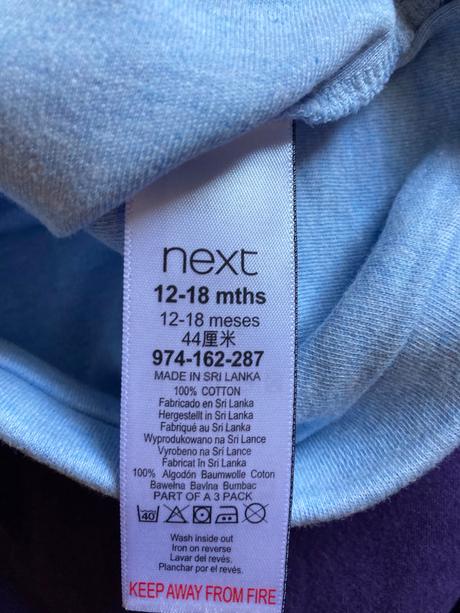 next
12-18 mths
12-18 meses
44厘米
974-162-287
MADE IN SRI LANKA
100% COTTON
Fabricado en Sri Lanka
Hergestellt in Sri Lanka
Fabriqué au Sri Lanka
Wyprodukowano na Sri Lance
Vyrobeno na Sri Lance
Fabricat în Sri Lanka
100% Algodón Baumwolle Coton
Bawełna Bavlna Bumbac
PART OF A 3 PACK
40
Wash inside out
Iron on reverse
Lavar del revés.
Planchar por el revés.
KEEP AWAY FROM FIRE